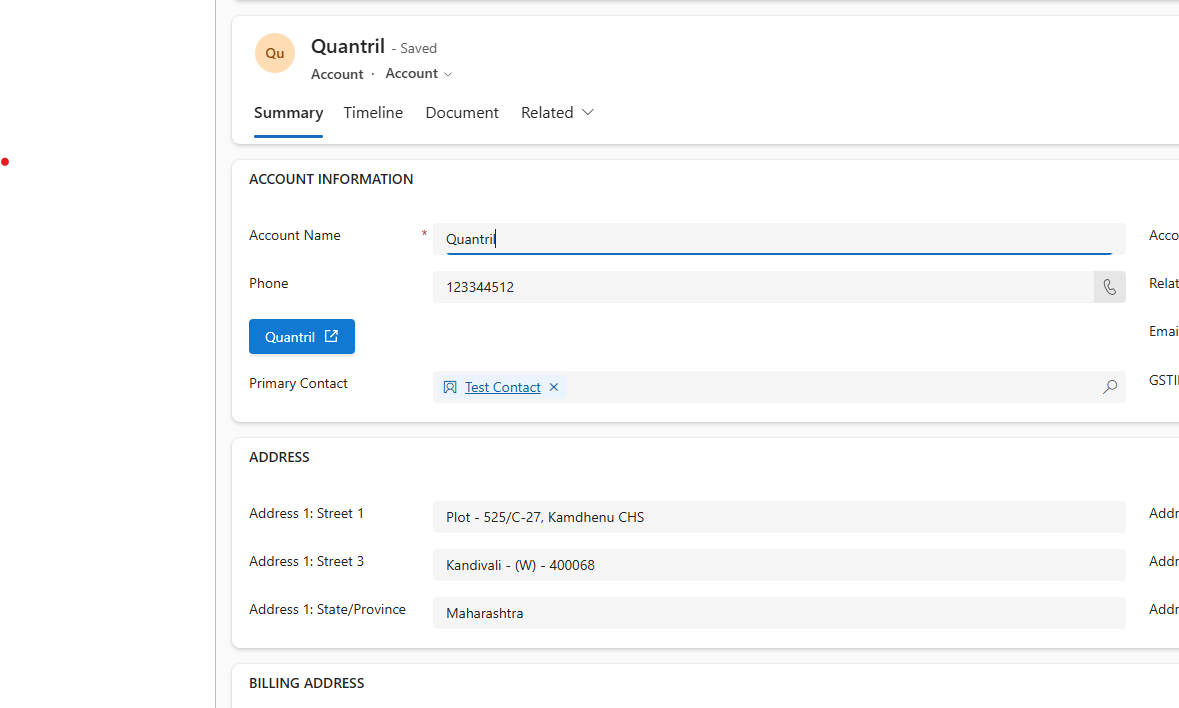 Qu
Quantril - Saved
Account · Account
Summary Timeline Document Related
ACCOUNT INFORMATION
Account Name * Quantril Acco
Phone 123344512 Relat
Quantril Emai
Primary Contact Test Contact GSTI
ADDRESS
Address 1: Street 1 Plot - 525/C-27, Kamdhenu CHS Addr
Address 1: Street 3 Kandivali - (W) - 400068 Addr
Address 1: State/Province Maharashtra Addr
BILLING ADDRESS